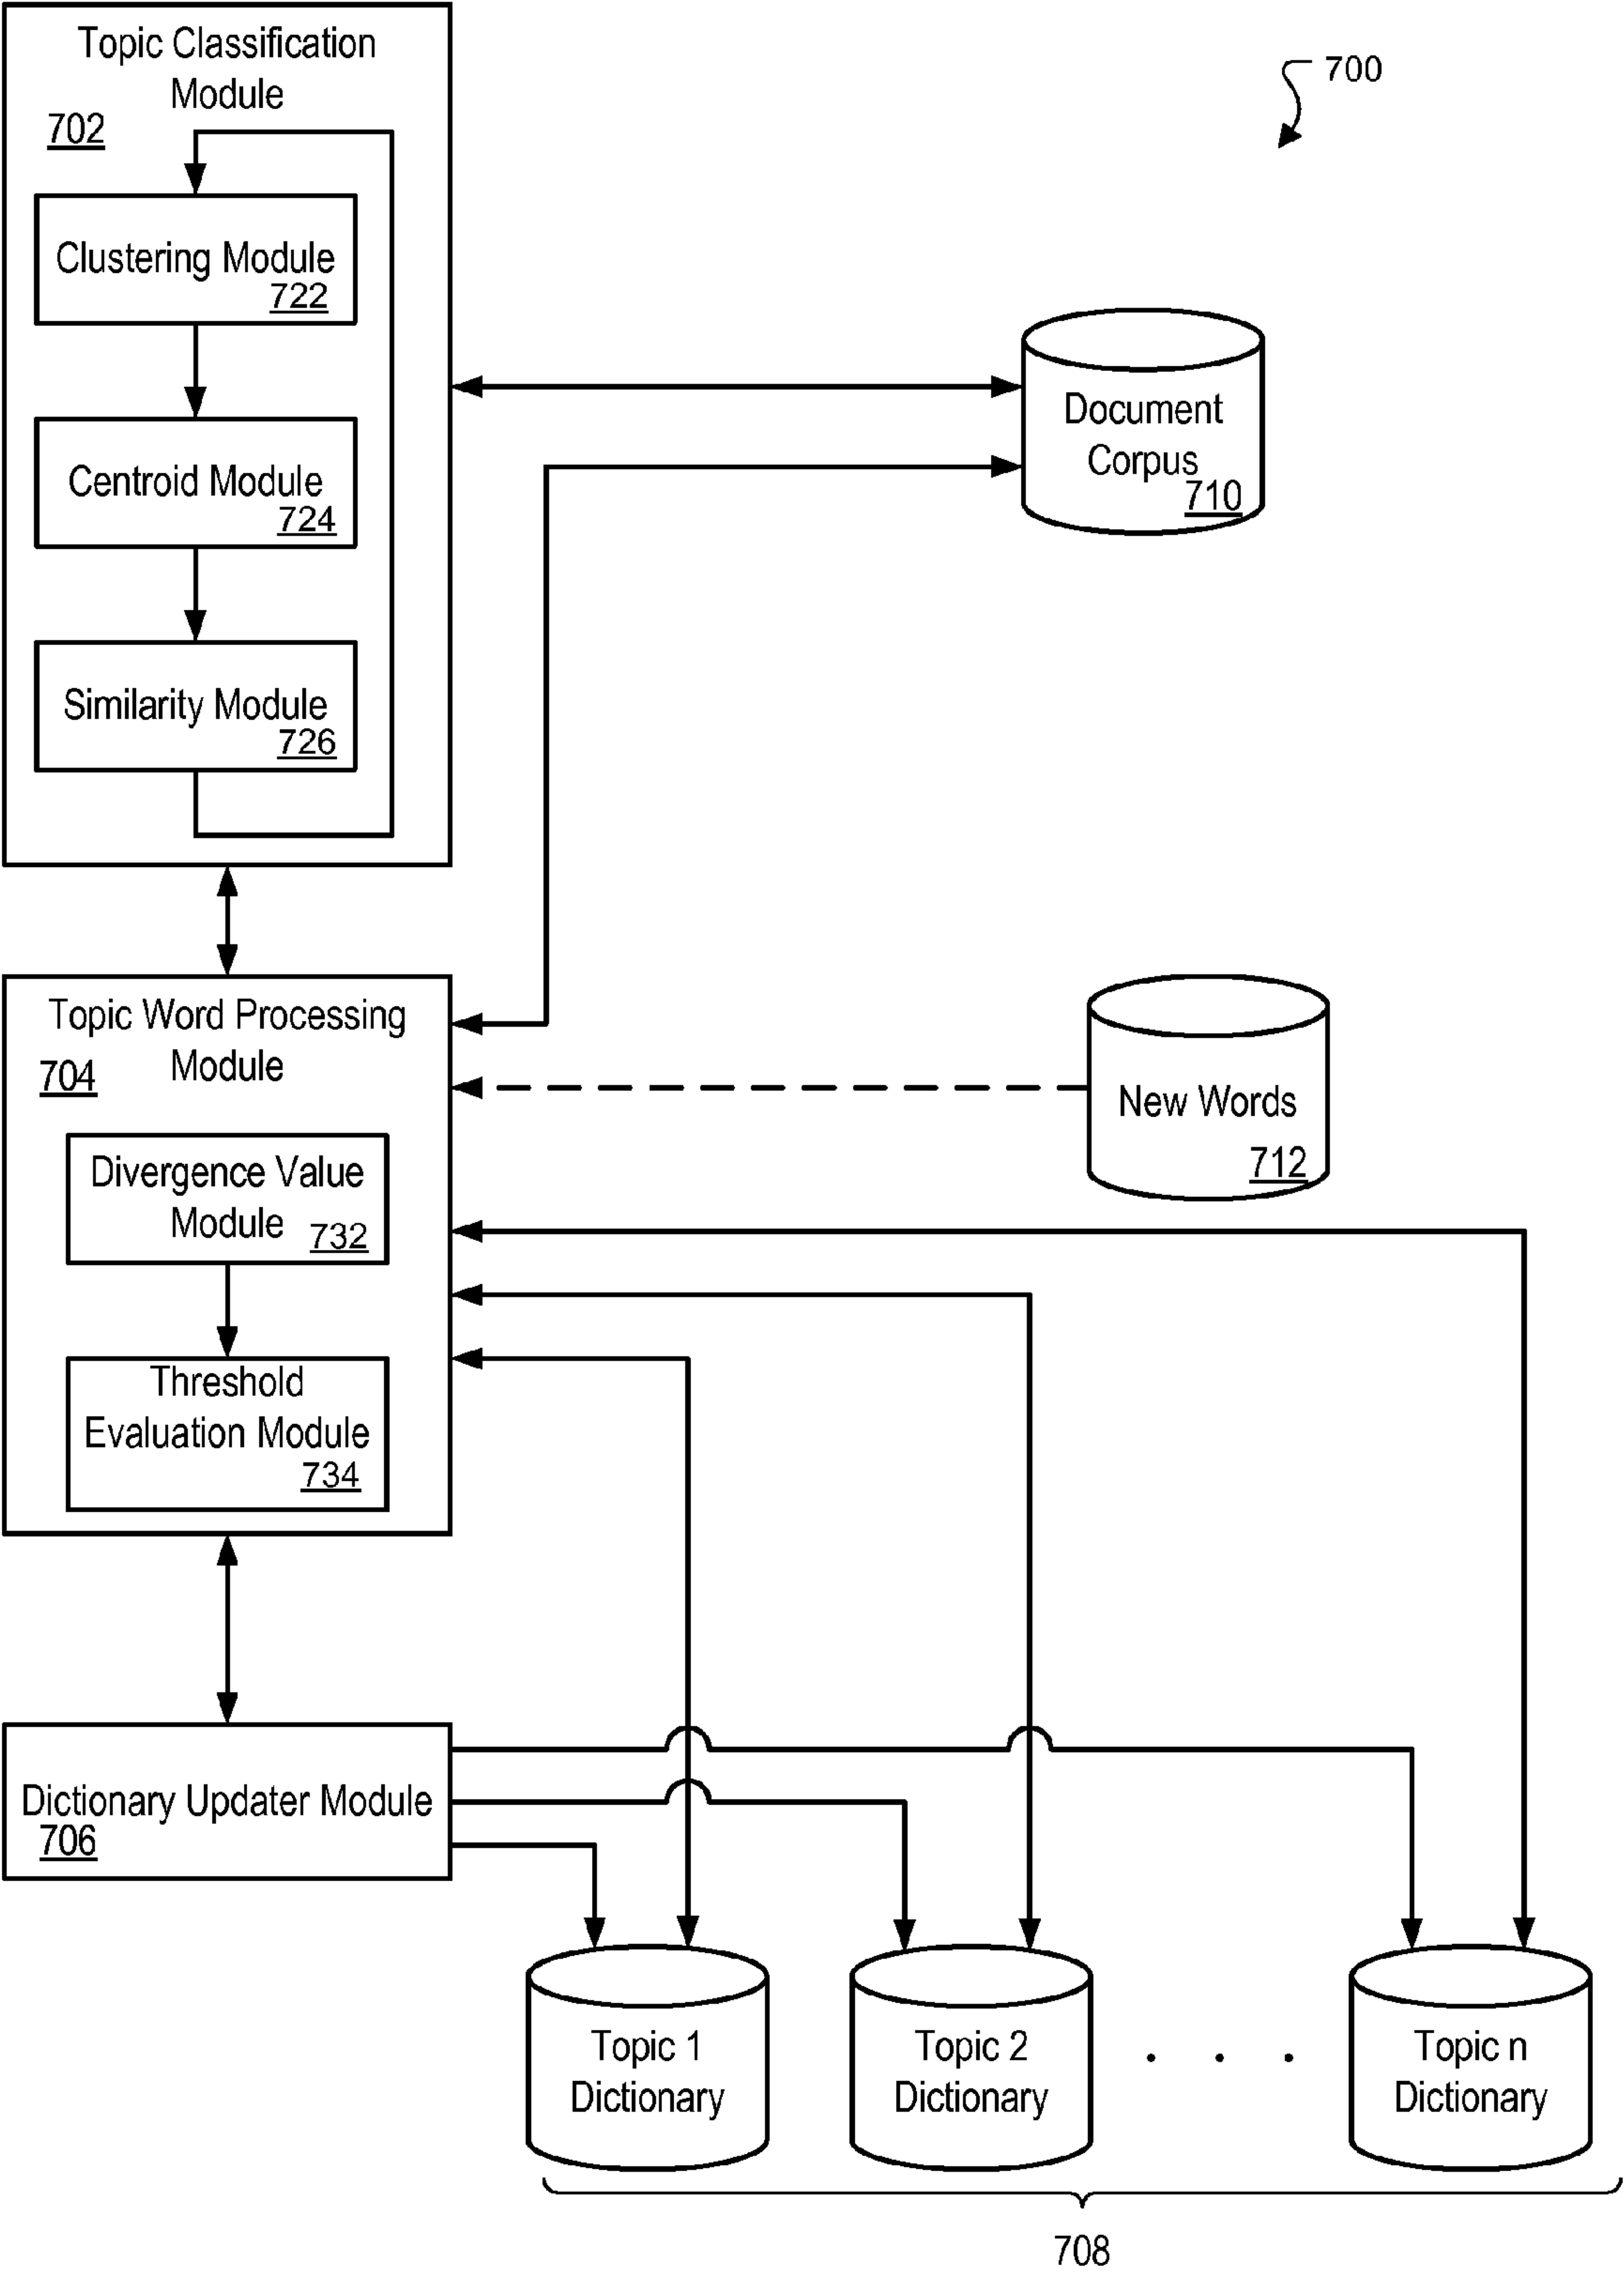 Topic Classification
Module
702
700
Clustering Module
722
Document
Corpus
710
Centroid Module
724
Similarity Module
726
Topic Word Processing
Module
704
New Words
712
Divergence Value
Module
732
Threshold
Evaluation Module
734
Dictionary Updater Module
706
Topic 1
Dictionary
Topic 2
Dictionary
. . .
Topic n
Dictionary
708